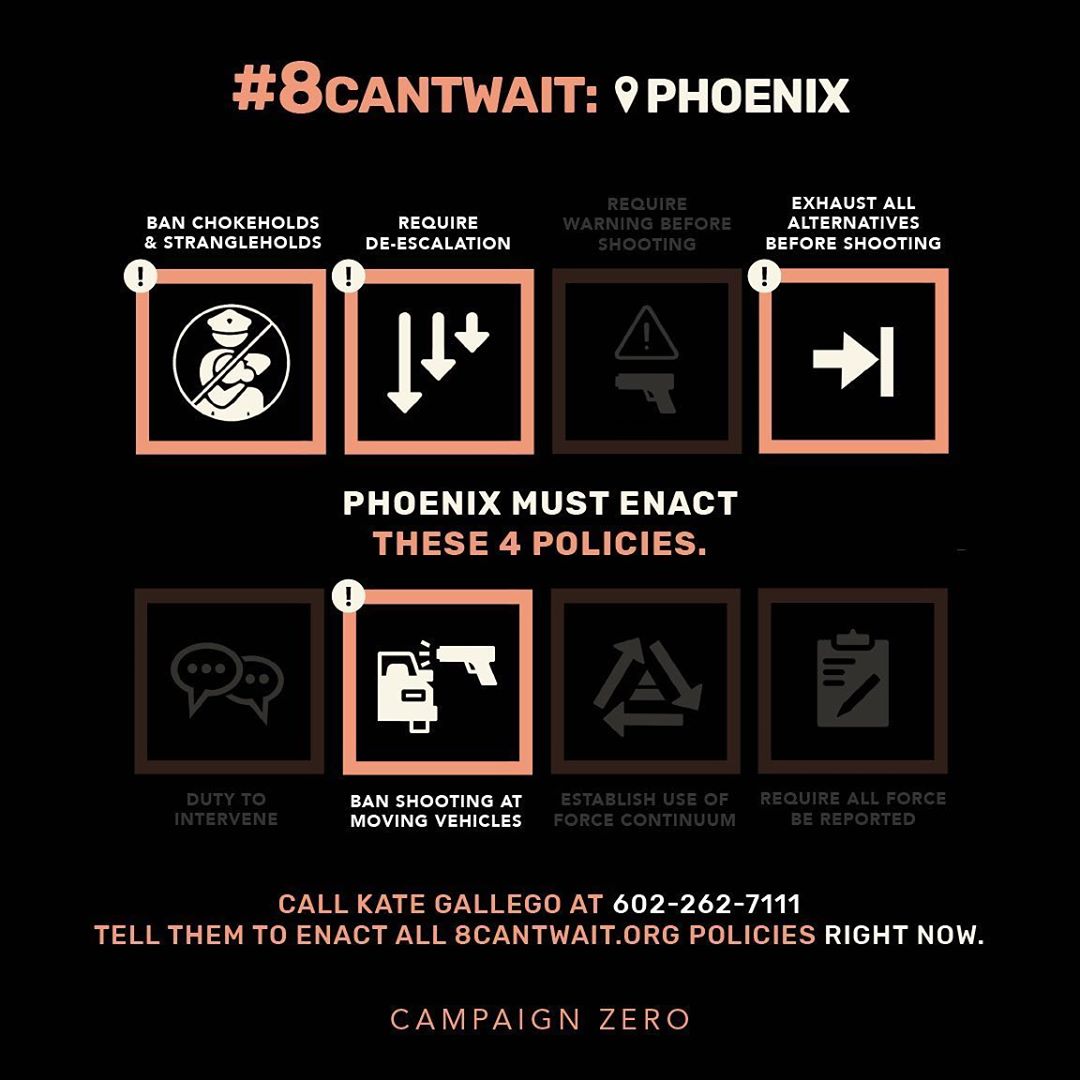 #8CANTWAIT: PHOENIX
BAN CHOKEHOLDS
& STRANGLEHOLDS
REQUIRE
DE-ESCALATION
REQUIRE
WARNING BEFORE
SHOOTING
EXHAUST ALL
ALTERNATIVES
BEFORE SHOOTING
!
!
!
PHOENIX MUST ENACT
THESE 4 POLICIES.
!
DUTY TO
INTERVENE
BAN SHOOTING AT
MOVING VEHICLES
ESTABLISH USE OF
FORCE CONTINUUM
REQUIRE ALL FORCE
BE REPORTED
CALL KATE GALLEGO AT 602-262-7111
TELL THEM TO ENACT ALL 8CANTWAIT.ORG POLICIES RIGHT NOW.
CAMPAIGN ZERO